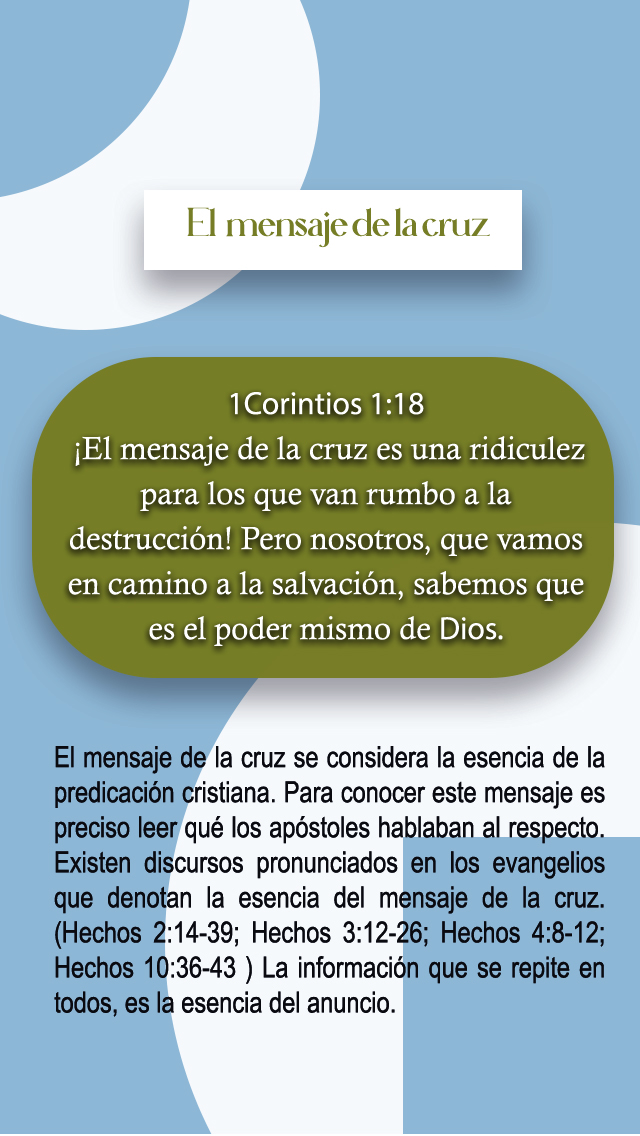 El mensaje de la cruz
1Corintios 1:18
¡El mensaje de la cruz es una ridiculez
para los que van rumbo a la
destrucción! Pero nosotros, que vamos
en camino a la salvación, sabemos que
es el poder mismo de Dios.
El mensaje de la cruz se considera la esencia de la
predicación cristiana. Para conocer este mensaje es
preciso leer qué los apóstoles hablaban al respecto.
Existen discursos pronunciados en los evangelios
que denotan la esencia del mensaje de la cruz.
(Hechos 2:14-39; Hechos 3:12-26; Hechos 4:8-12;
Hechos 10:36-43 ) La información que se repite en
todos, es la esencia del anuncio.